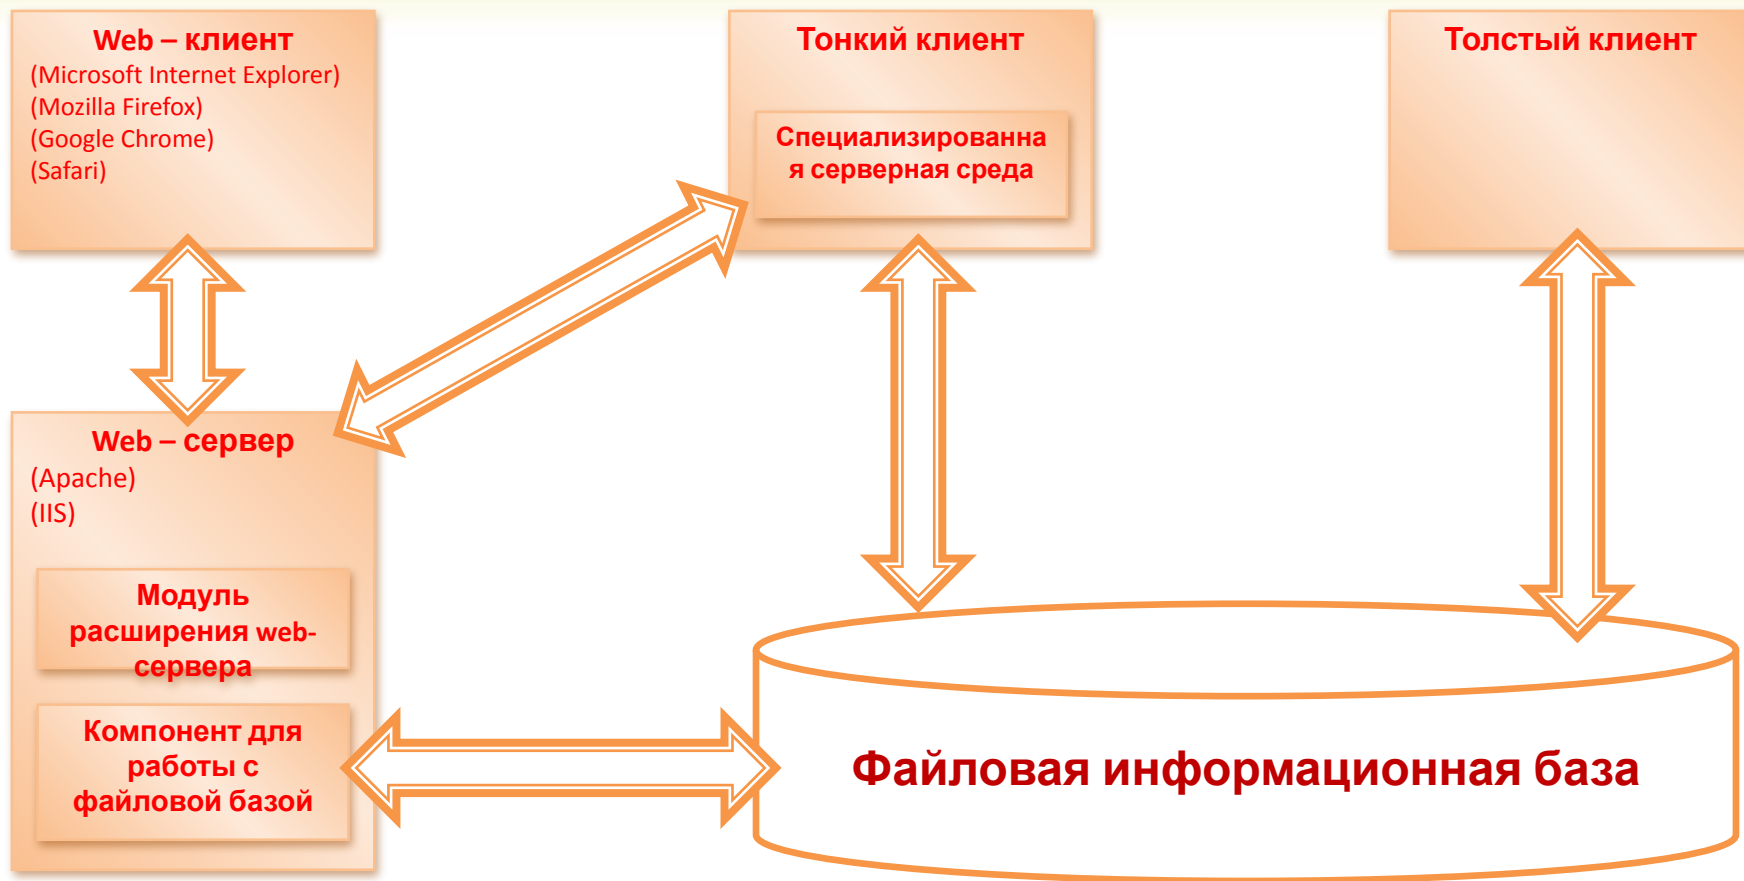 Web – клиент
(Microsoft Internet Explorer)
(Mozilla Firefox)
(Google Chrome)
(Safari)
Тонкий клиент
Специализированна
я серверная среда
Толстый клиент
Web – сервер
(Apache)
(IIS)
Модуль
расширения web-
сервера
Компонент для
работы с
файловой базой
Файловая информационная база